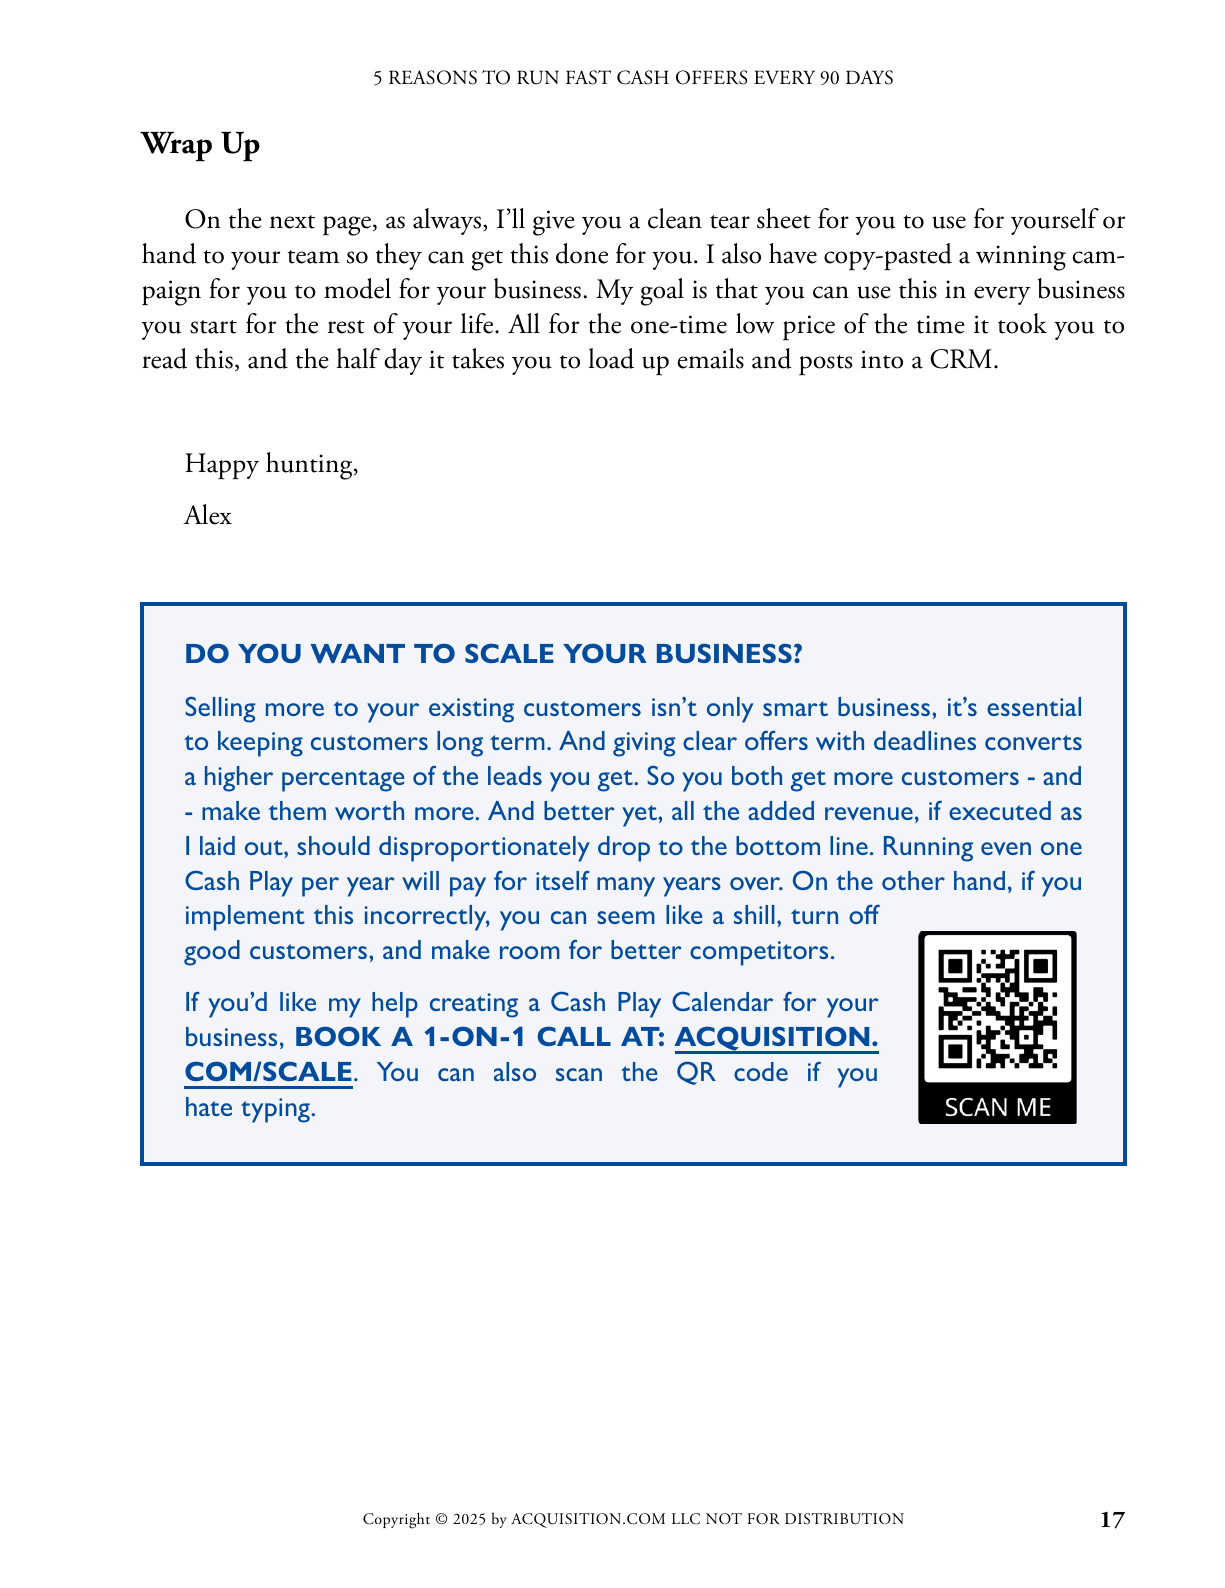 5 REASONS TO RUN FAST CASH OFFERS EVERY 90 DAYS
Wrap Up
On the next page, as always, I’ll give you a clean tear sheet for you to use for yourself or
hand to your team so they can get this done for you. I also have copy-pasted a winning cam-
paign for you to model for your business. My goal is that you can use this in every business
you start for the rest of your life. All for the one-time low price of the time it took you to
read this, and the half day it takes you to load up emails and posts into a CRM.
Happy hunting,
Alex
DO YOU WANT TO SCALE YOUR BUSINESS?
Selling more to your existing customers isn’t only smart business, it’s essential
to keeping customers long term. And giving clear offers with deadlines converts
a higher percentage of the leads you get. So you both get more customers - and
- make them worth more. And better yet, all the added revenue, if executed as
I laid out, should disproportionately drop to the bottom line. Running even one
Cash Play per year will pay for itself many years over. On the other hand, if you
implement this incorrectly, you can seem like a shill, turn off
good customers, and make room for better competitors.
If you’d like my help creating a Cash Play Calendar for your
business, BOOK A 1-ON-1 CALL AT: ACQUISITION.
COM/SCALE. You can also scan the QR code if you
hate typing.
SCAN ME
Copyright © 2025 by ACQUISITION.COM LLC NOT FOR DISTRIBUTION
17